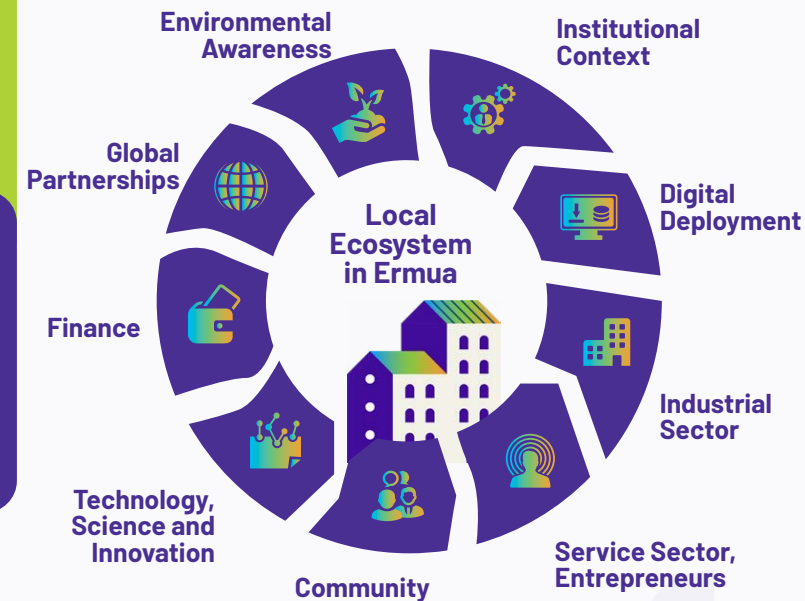 Environmental
Awareness
Institutional
Context
Global
Partnerships
Digital
Deployment
Local
Ecosystem
in Ermua
Finance
Industrial
Sector
Technology,
Science and
Innovation
Service Sector,
Entrepreneurs
Community